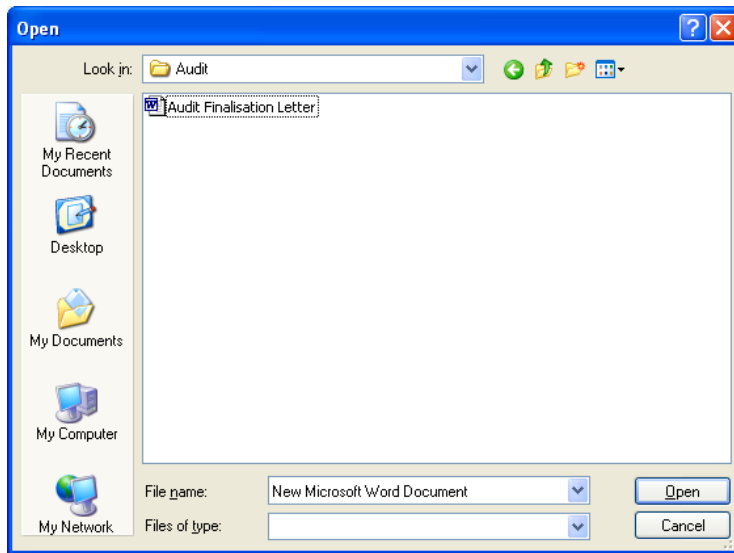 Open
Look in: Audit
Audit Finalisation Letter
My Recent
Documents
Desktop
My Documents
My Computer
My Network
File name: New Microsoft Word Document Open
Files of type: Cancel